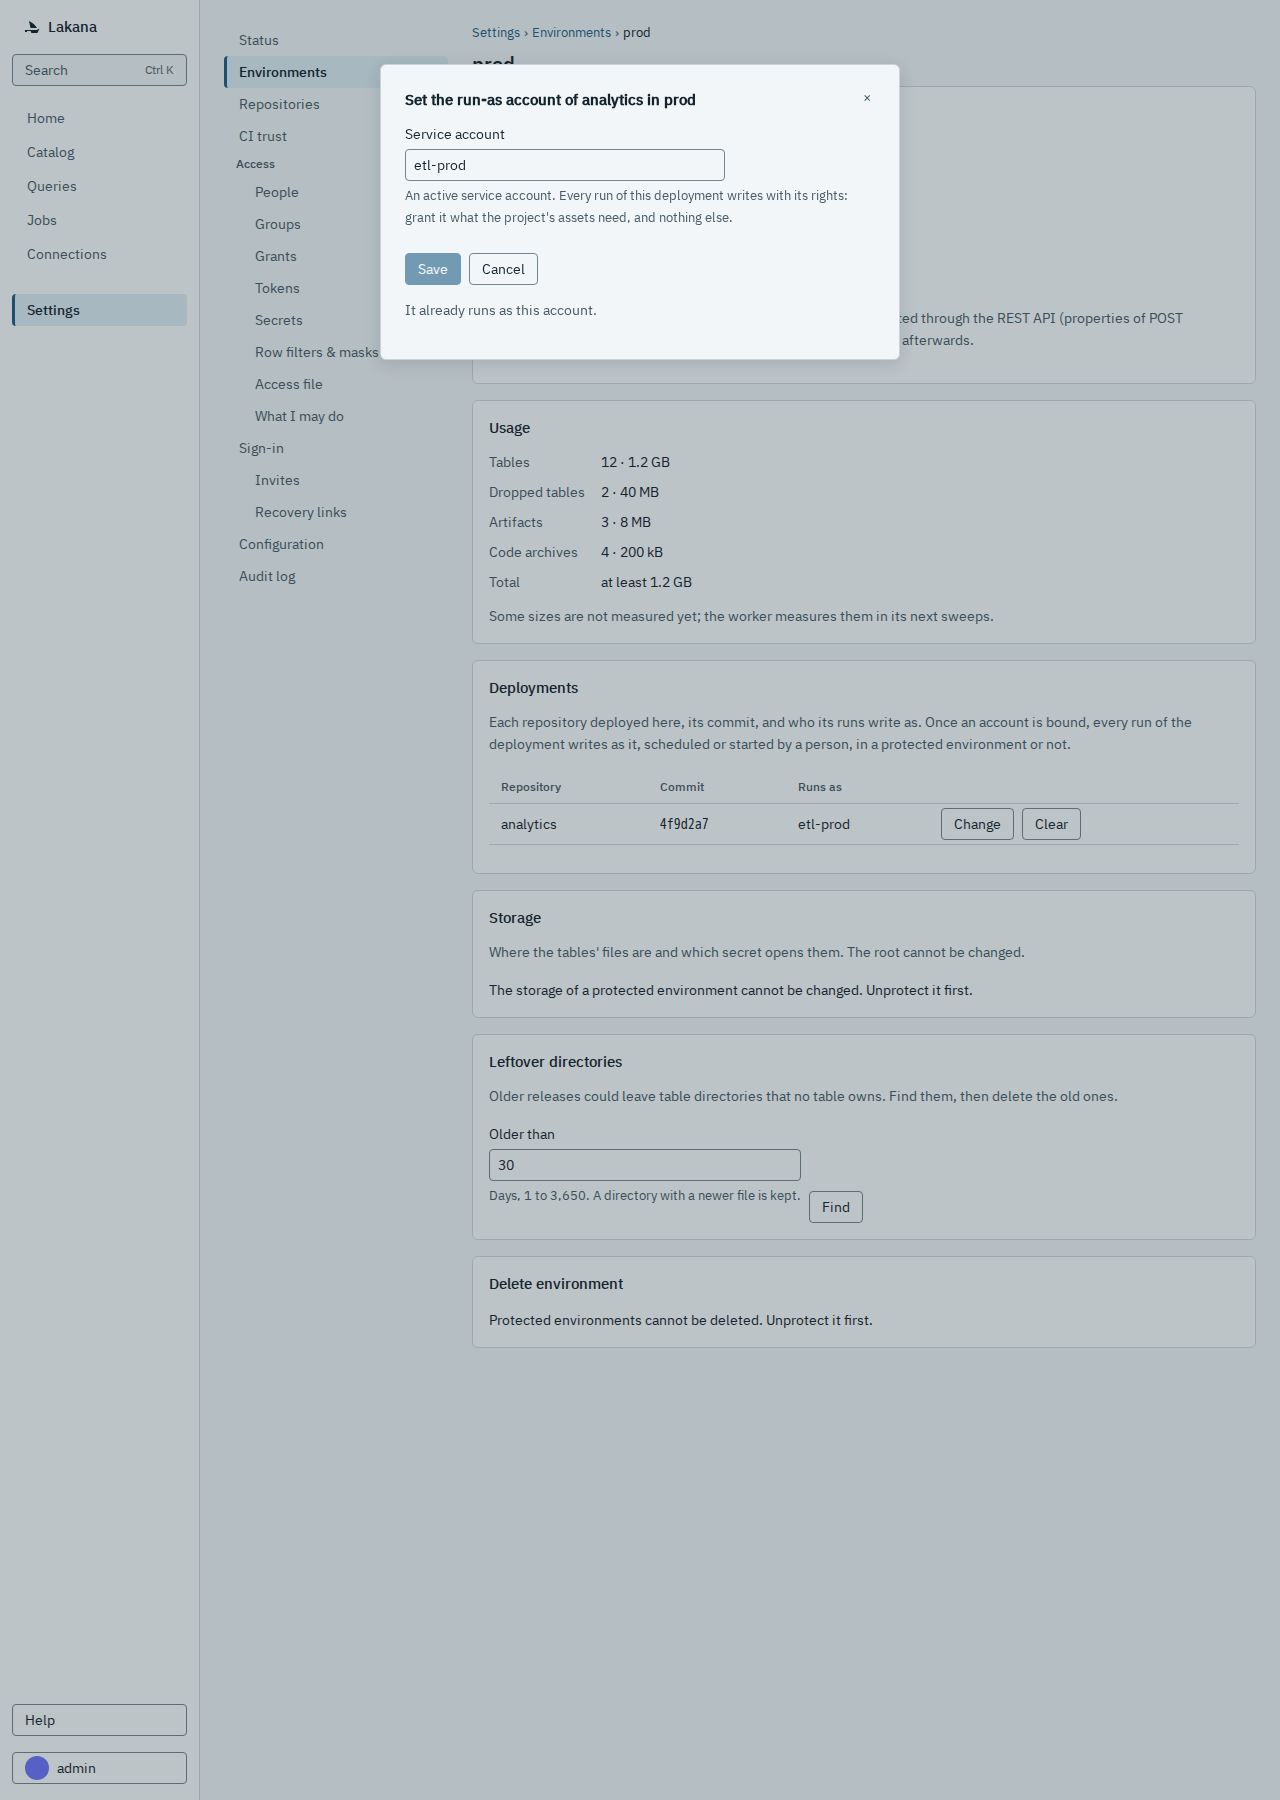 Lakana
Search Ctrl K
Home
Catalog
Queries
Jobs
Connections
Settings
Status
Environments
Repositories
CI trust
Access
People
Groups
Grants
Tokens
Secrets
Row filters & masks
Access file
What I may do
Sign-in
Invites
Recovery links
Configuration
Audit log
Settings › Environments › prod
prod
Set the run-as account of analytics in prod ×
Service account
etl-prod
An active service account. Every run of this deployment writes with its rights:
grant it what the project's assets need, and nothing else.
Save Cancel
It already runs as this account.
ted through the REST API (properties of POST
afterwards.
Usage
Tables 12 · 1.2 GB
Dropped tables 2 · 40 MB
Artifacts 3 · 8 MB
Code archives 4 · 200 kB
Total at least 1.2 GB
Some sizes are not measured yet; the worker measures them in its next sweeps.
Deployments
Each repository deployed here, its commit, and who its runs write as. Once an account is bound, every run of the
deployment writes as it, scheduled or started by a person, in a protected environment or not.
Repository Commit Runs as
analytics 4f9d2a7 etl-prod Change Clear
Storage
Where the tables' files are and which secret opens them. The root cannot be changed.
The storage of a protected environment cannot be changed. Unprotect it first.
Leftover directories
Older releases could leave table directories that no table owns. Find them, then delete the old ones.
Older than
30
Days, 1 to 3,650. A directory with a newer file is kept.
Find
Delete environment
Protected environments cannot be deleted. Unprotect it first.
Help
admin